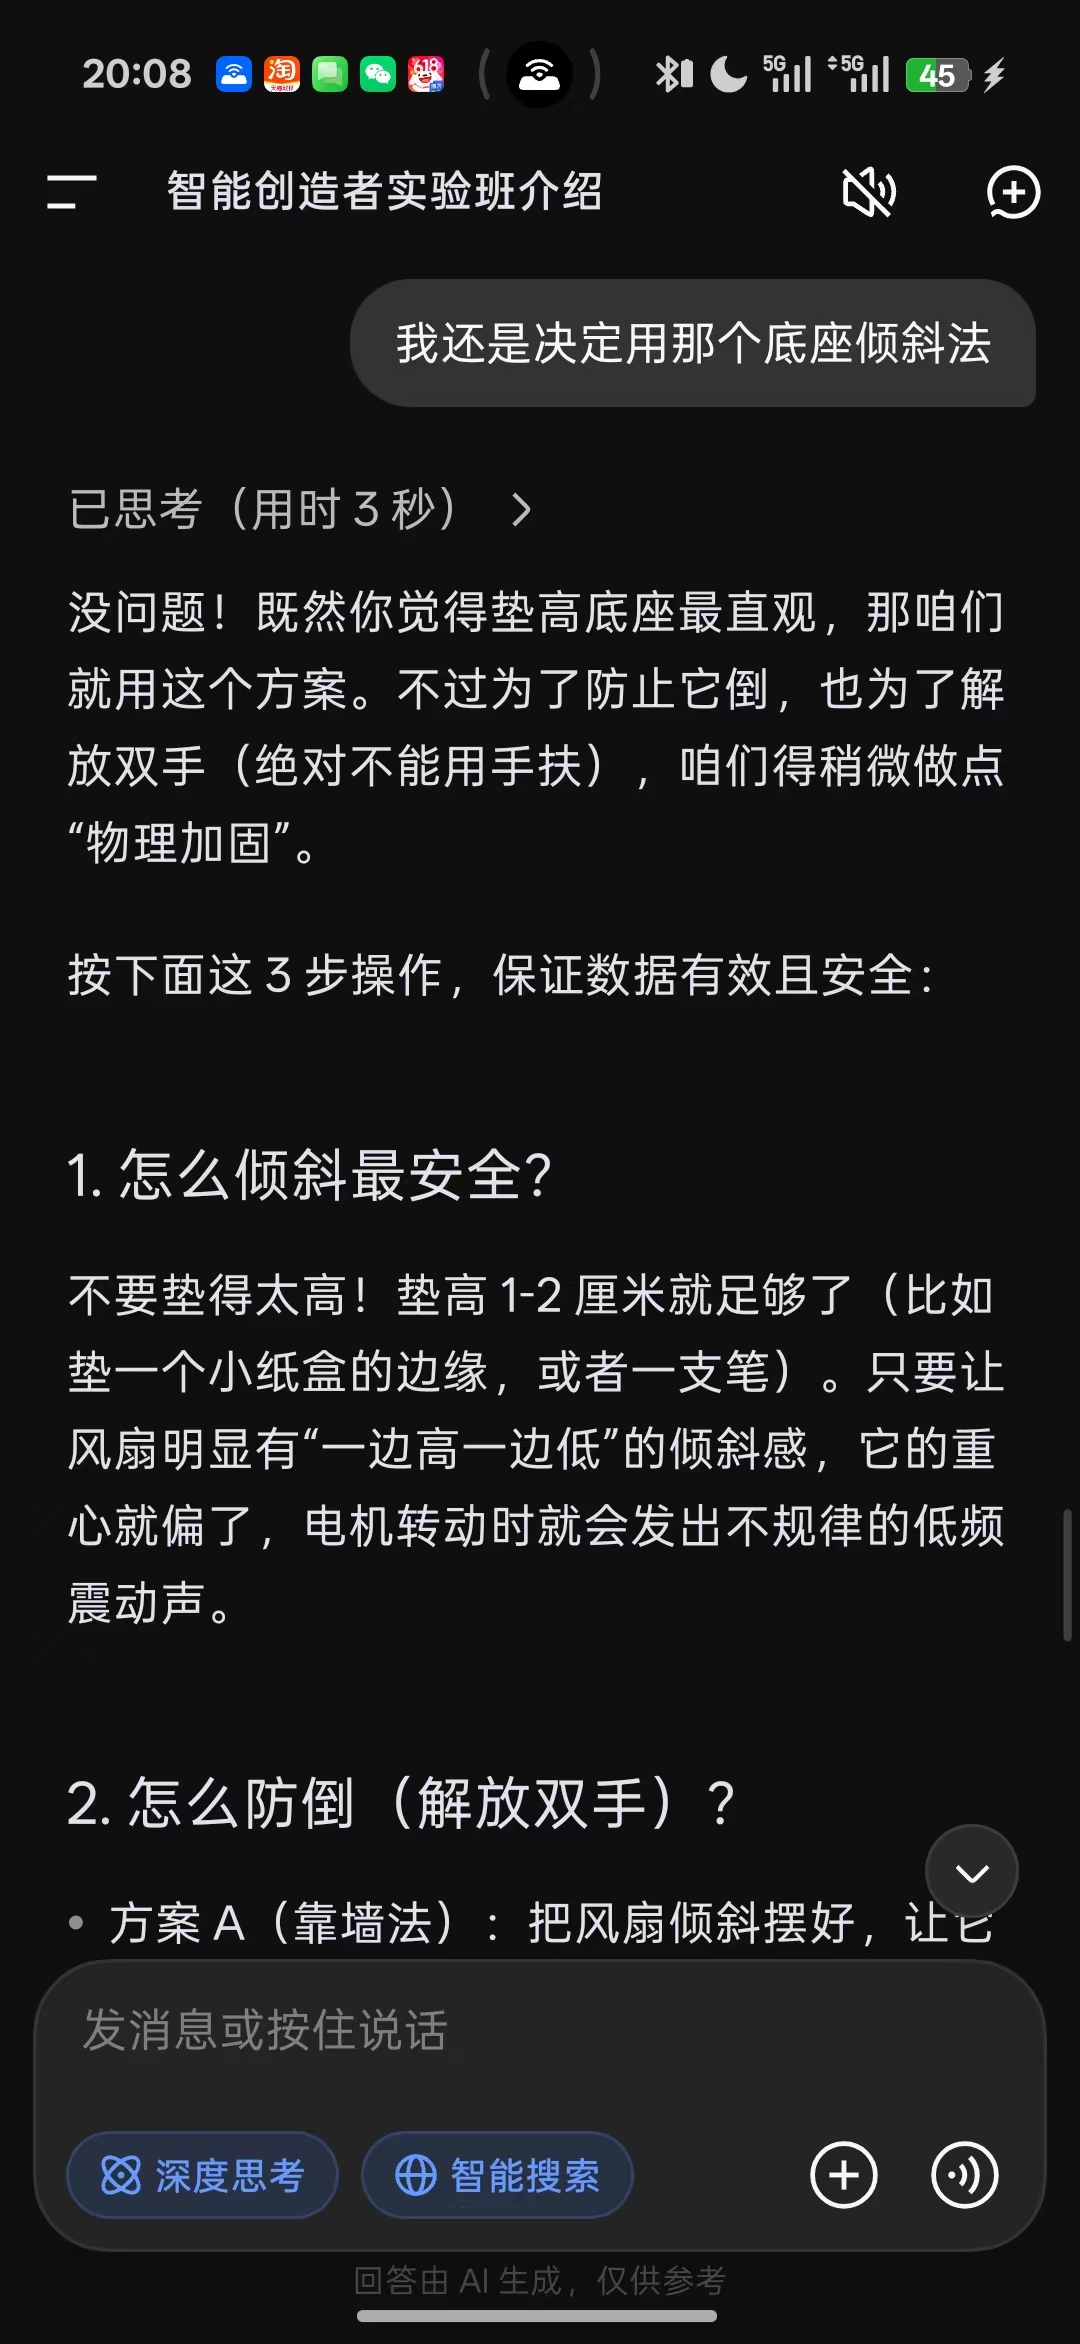 20:08
淘
618
5G
5G
45
智能创造者实验班介绍
我还是决定用那个底座倾斜法
已思考（用时 3 秒）
没问题！既然你觉得垫高底座最直观，那咱们
就用这个方案。不过为了防止它倒，也为了解
放双手（绝对不能用手扶），咱们得稍微做点
“物理加固”。
按下面这 3 步操作，保证数据有效且安全：
1. 怎么倾斜最安全？
不要垫得太高！垫高 1-2 厘米就足够了（比如
垫一个小纸盒的边缘，或者一支笔）。只要让
风扇明显有“一边高一边低”的倾斜感，它的重
心就偏了，电机转动时就会发出不规律的低频
震动声。
2. 怎么防倒（解放双手）？
• 方案 A（靠墙法）：把风扇倾斜摆好，让它
发消息或按住说话
深度思考
智能搜索
回答由 AI 生成，仅供参考